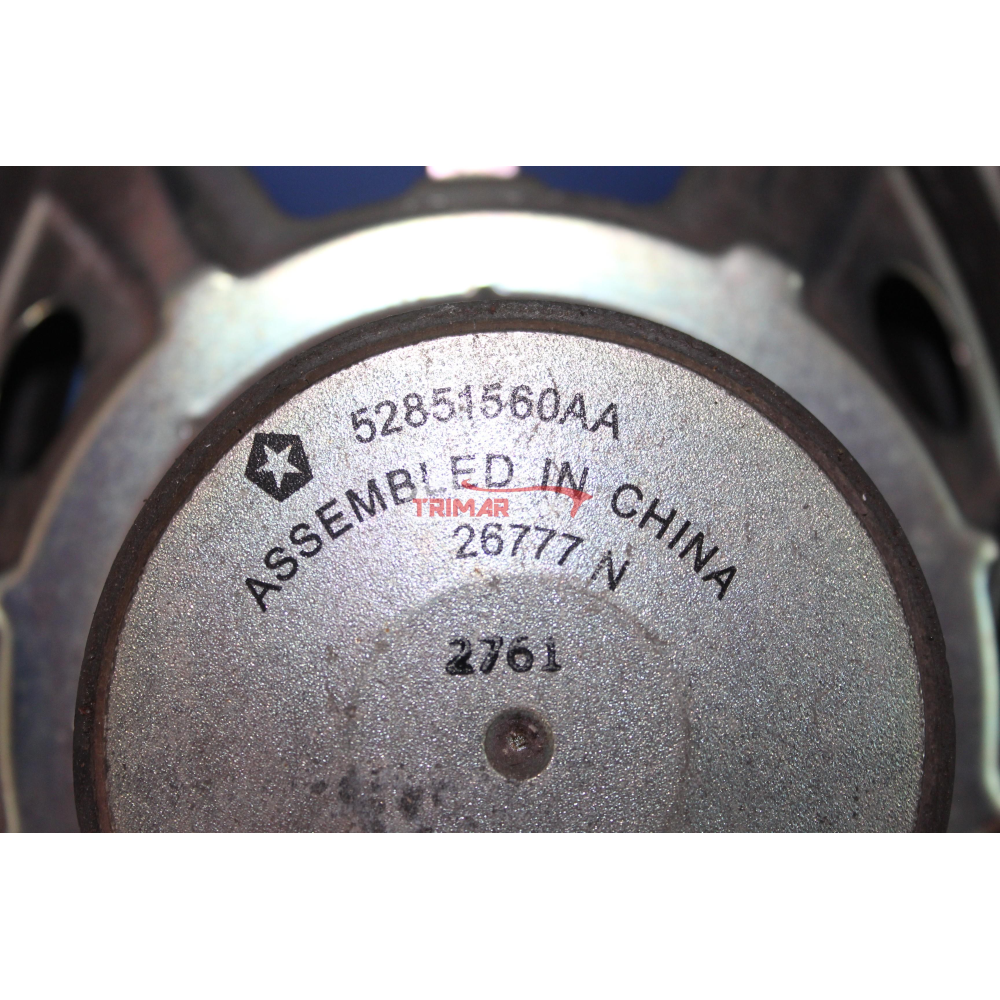 52851560AA
ASSEMBLED IN CHINA
TRIMAR
26777 N
2761